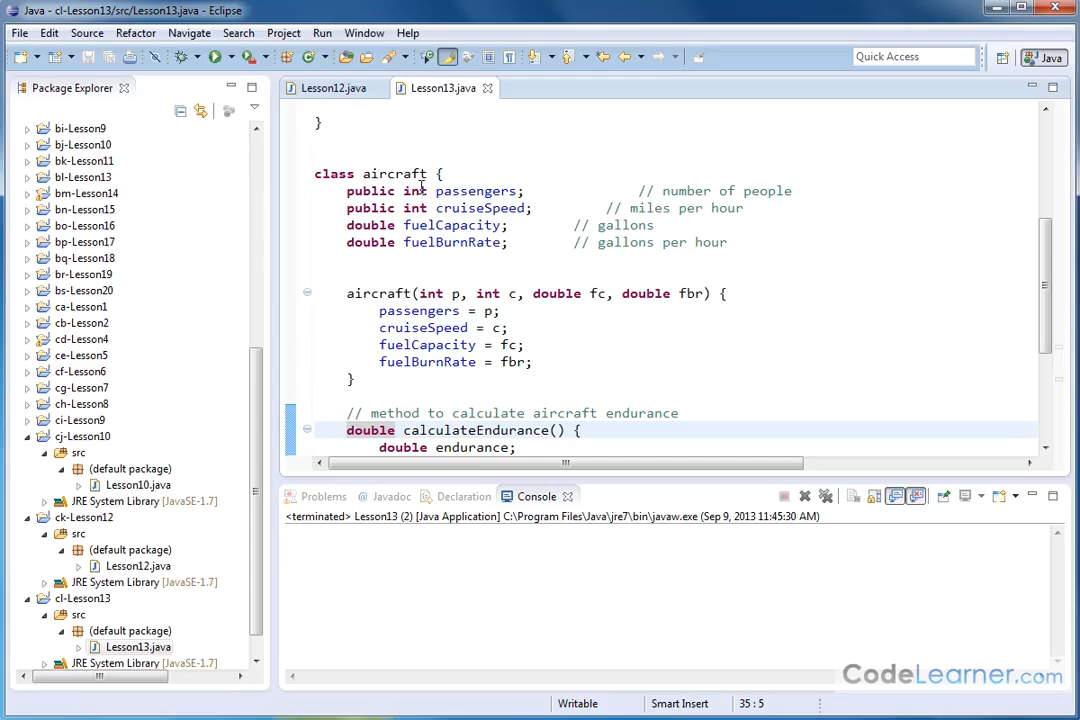 Java - cl-Lesson13/src/Lesson13.java - Eclipse
File Edit Source Refactor Navigate Search Project Run Window Help
Quick Access
Java
Package Explorer
Lesson12.java
Lesson13.java
bi-Lesson9
bj-Lesson10
bk-Lesson11
bl-Lesson13
bm-Lesson14
bn-Lesson15
bo-Lesson16
bp-Lesson17
bq-Lesson18
br-Lesson19
bs-Lesson20
ca-Lesson1
cb-Lesson2
cd-Lesson4
ce-Lesson5
cf-Lesson6
cg-Lesson7
ch-Lesson8
ci-Lesson9
cj-Lesson10
src
(default package)
Lesson10.java
JRE System Library [JavaSE-1.7]
ck-Lesson12
src
(default package)
Lesson12.java
JRE System Library [JavaSE-1.7]
cl-Lesson13
src
(default package)
Lesson13.java
JRE System Library [JavaSE-1.7]
}
class aircraft {
public int passengers; // number of people
public int cruiseSpeed; // miles per hour
double fuelCapacity; // gallons
double fuelBurnRate; // gallons per hour
aircraft(int p, int c, double fc, double fbr) {
passengers = p;
cruiseSpeed = c;
fuelCapacity = fc;
fuelBurnRate = fbr;
}
// method to calculate aircraft endurance
double calculateEndurance() {
double endurance;
Problems
Javadoc
Declaration
Console
<terminated> Lesson13 (2) [Java Application] C:\Program Files\Java\jre7\bin\javaw.exe (Sep 9, 2013 11:45:30 AM)
CodeLearner.com
Writable
Smart Insert
35 : 5